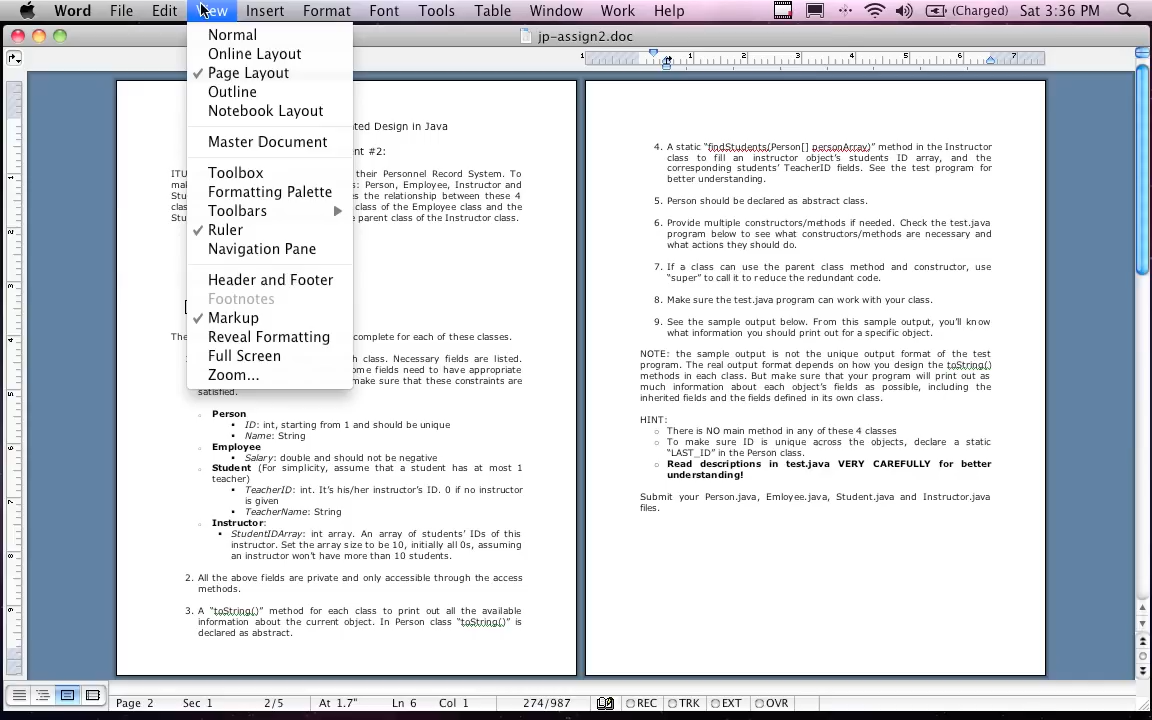 Word File Edit View Insert Format Font Tools Table Window Work Help (Charged) Sat 3:36 PM
jp-assign2.doc
Normal
Online Layout
Page Layout
Outline
Notebook Layout
Master Document
Toolbox
Formatting Palette
Toolbars
Ruler
Navigation Pane
Header and Footer
Footnotes
Markup
Reveal Formatting
Full Screen
Zoom...
ted Design in Java
nt #2:
ITU their Personnel Record System. To
ma s: Person, Employee, Instructor and
Stu es the relationship between these 4
clas class of the Employee class and the
Stu e parent class of the Instructor class.
The complete for each of these classes.
h class. Necessary fields are listed.
ome fields need to have appropriate
make sure that these constraints are
satisfied.
Person
ID: int, starting from 1 and should be unique
Name: String
Employee
Salary: double and should not be negative
Student (For simplicity, assume that a student has at most 1
teacher)
TeacherID: int. It's his/her instructor's ID. 0 if no instructor
is given
TeacherName: String
Instructor:
StudentIDArray: int array. An array of students' IDs of this
instructor. Set the array size to be 10, initially all 0s, assuming
an instructor won't have more than 10 students.
2. All the above fields are private and only accessible through the access
methods.
3. A "toString()" method for each class to print out all the available
information about the current object. In Person class "toString()" is
declared as abstract.
4. A static "findStudents(Person[] personArray)" method in the Instructor
class to fill an instructor object's students ID array, and the
corresponding students' TeacherID fields. See the test program for
better understanding.
5. Person should be declared as abstract class.
6. Provide multiple constructors/methods if needed. Check the test.java
program below to see what constructors/methods are necessary and
what actions they should do.
7. If a class can use the parent class method and constructor, use
"super" to call it to reduce the redundant code.
8. Make sure the test.java program can work with your class.
9. See the sample output below. From this sample output, you'll know
what information you should print out for a specific object.
NOTE: the sample output is not the unique output format of the test
program. The real output format depends on how you design the toString()
methods in each class. But make sure that your program will print out as
much information about each object's fields as possible, including the
inherited fields and the fields defined in its own class.
HINT:
There is NO main method in any of these 4 classes
To make sure ID is unique across the objects, declare a static
"LAST_ID" in the Person class.
Read descriptions in test.java VERY CAREFULLY for better
understanding!
Submit your Person.java, Emloyee.java, Student.java and Instructor.java
files.
Page 2 Sec 1 2/5 At 1.7" Ln 6 Col 1 274/987 REC TRK EXT OVR